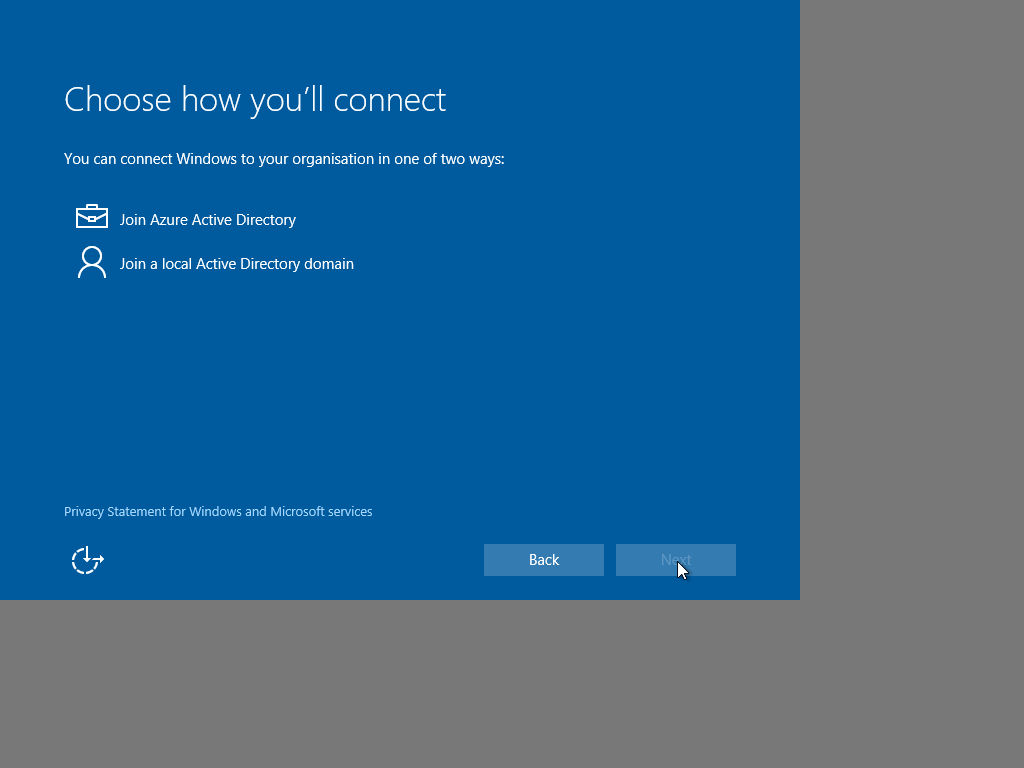 Choose how you’ll connect
You can connect Windows to your organisation in one of two ways:
Join Azure Active Directory
Join a local Active Directory domain
Privacy Statement for Windows and Microsoft services
Back
Next